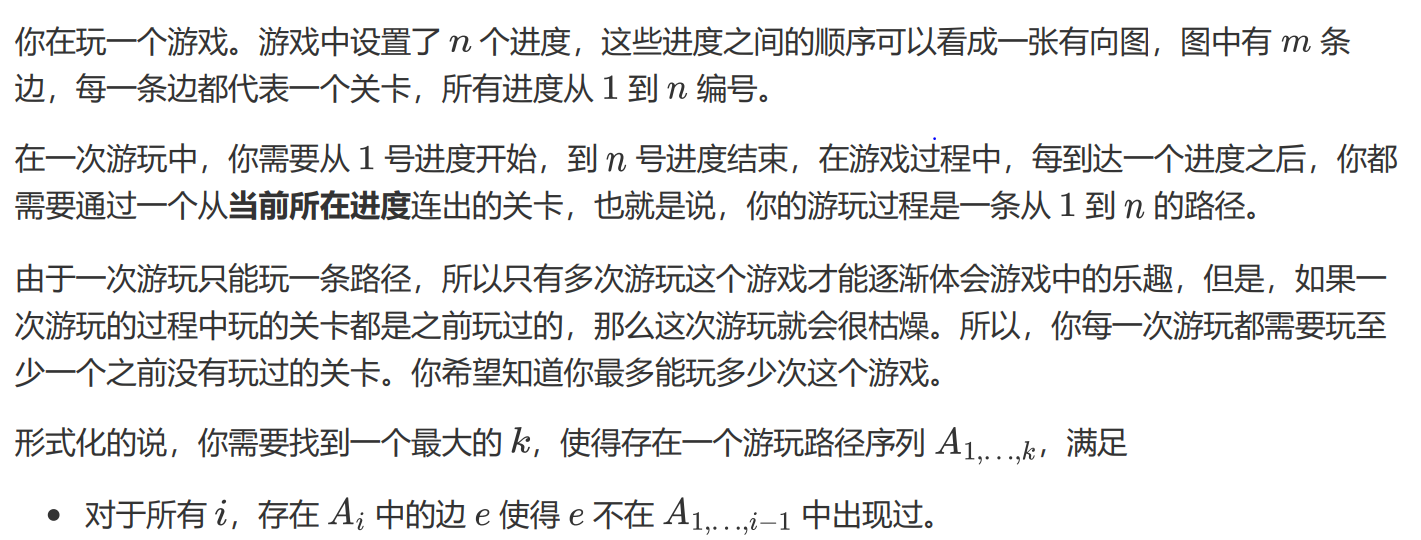 你在玩一个游戏。游戏中设置了 n 个进度，这些进度之间的顺序可以看成一张有向图，图中有 m 条
边，每一条边都代表一个关卡，所有进度从 1 到 n 编号。
在一次游玩中，你需要从 1 号进度开始，到 n 号进度结束，在游戏过程中，每到达一个进度之后，你都
需要通过一个从当前所在进度连出的关卡，也就是说，你的游玩过程是一条从 1 到 n 的路径。
由于一次游玩只能玩一条路径，所以只有多次游玩这个游戏才能逐渐体会游戏中的乐趣，但是，如果一
次游玩的过程中玩的关卡都是之前玩过的，那么这次游玩就会很枯燥。所以，你每一次游玩都需要玩至
少一个之前没有玩过的关卡。你希望知道你最多能玩多少次这个游戏。
形式化的说，你需要找到一个最大的 k，使得存在一个游玩路径序列 A_{1,…,k}，满足
• 对于所有 i，存在 A_i 中的边 e 使得 e 不在 A_{1,…,i−1} 中出现过。